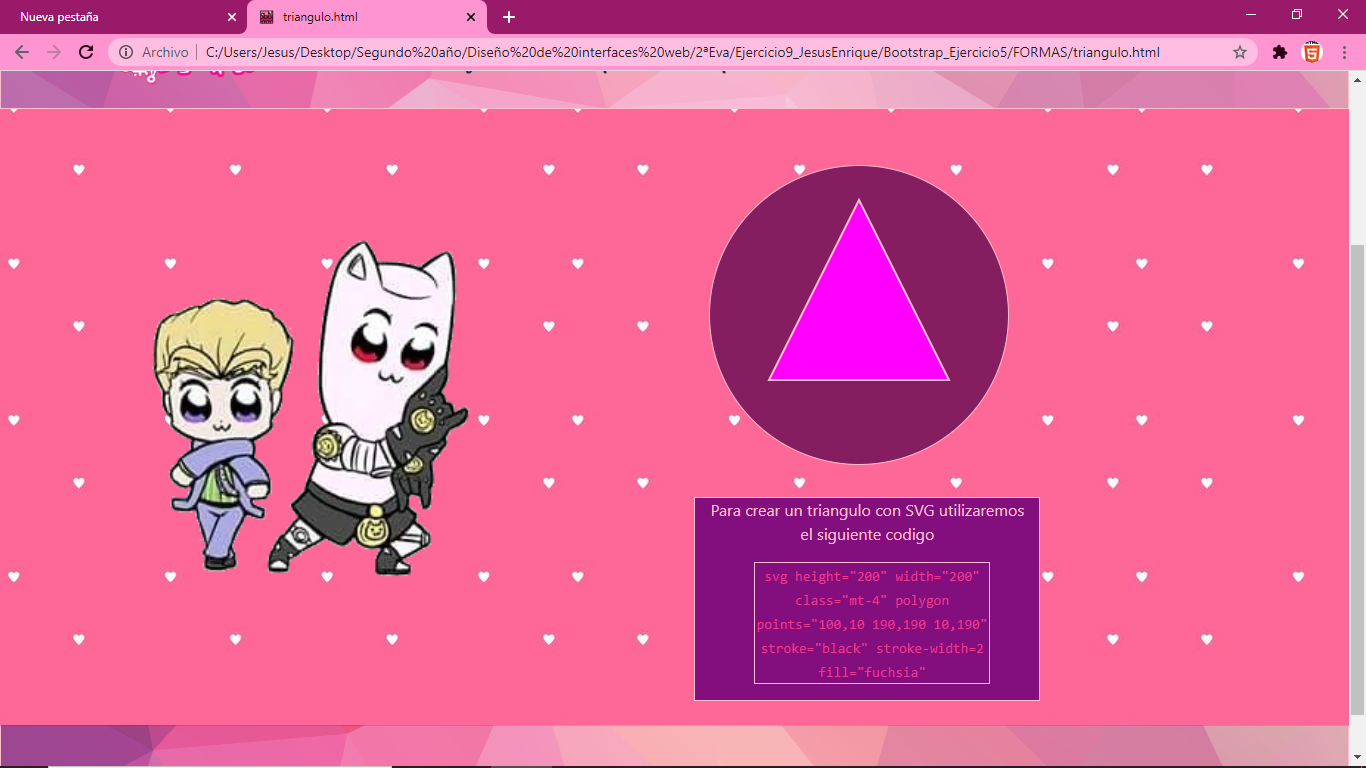 Nueva pestaña
triangulo.html
Archivo
C:/Users/Jesus/Desktop/Segundo%20año/Diseño%20de%20interfaces%20web/2ªEva/Ejercicio9_JesusEnrique/Bootstrap_Ejercicio5/FORMAS/triangulo.html
Para crear un triangulo con SVG utilizaremos
el siguiente codigo
svg height="200" width="200"
class="mt-4" polygon
points="100,10 190,190 10,190"
stroke="black" stroke-width=2
fill="fuchsia"